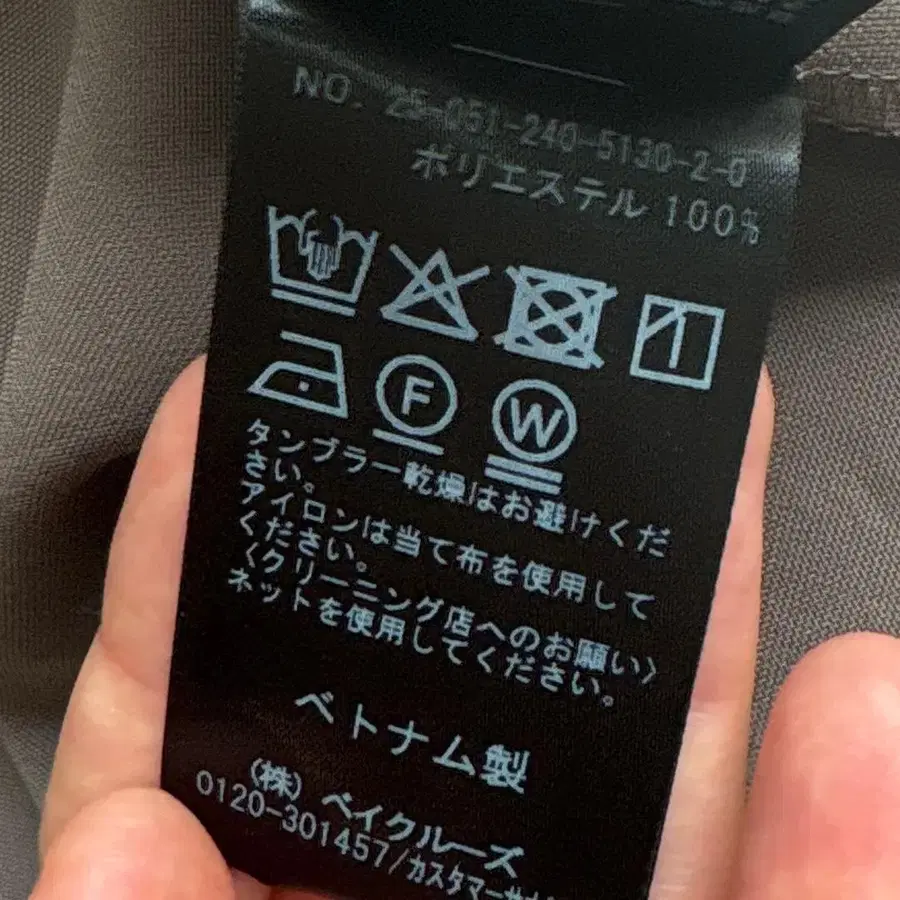 NO. 25-051-240-5130-2-0
ポリエステル 100%
F
W
タンブラー乾燥はお避けくだ
さい。
アイロンは当て布を使用して
ください。
〈クリーニング店へのお願い〉
ネットを使用してください。
ベトナム製
(株) ベイクルーズ
0120-301457/カスタマー